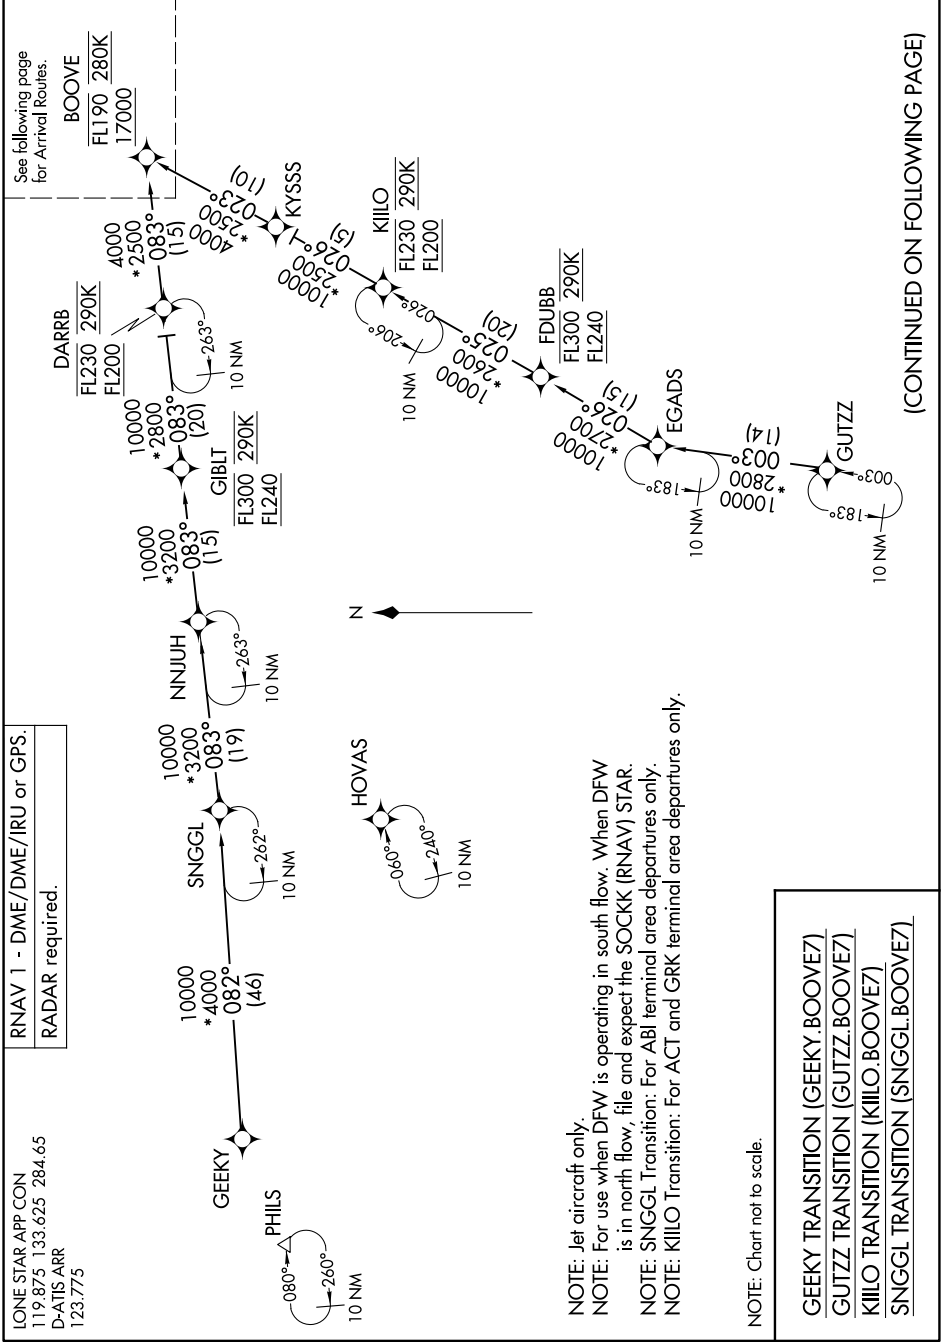 LONE STAR APP CON
119.875 133.625 284.65
D-ATIS ARR
123.775
RNAV 1 - DME/DME/IRU or GPS.
RADAR required.
See following page
for Arrival Routes.
BOOVE
FL190 280K
17000
DARRB
FL230 290K
FL200
4000
*2500
083°
(15)
263°
10 NM
10000
*2800
083°
(20)
GIBLT
FL300 290K
FL240
10000
*3200
083°
(15)
NNJUH
263°
10 NM
10000
*3200
083°
(19)
SNGGL
262°
10 NM
10000
*4000
082°
(46)
GEEKY
PHILS
080°
260°
10 NM
HOVAS
060°
240°
10 NM
N
KYSSS
4000
*2500
023°
(10)
KIILO
FL230 290K
FL200
10000
*2500
026°
(5)
206°
026°
10 NM
FDUBB
FL300 290K
FL240
10000
*2600
025°
(20)
EGADS
10000
*2700
026°
(15)
183°
10 NM
GUTZZ
10000
*2800
003°
(14)
183°
003°
10 NM
NOTE: Jet aircraft only.
NOTE: For use when DFW is operating in south flow. When DFW
is in north flow, file and expect the SOCKK (RNAV) STAR.
NOTE: SNGGL Transition: For ABI terminal area departures only.
NOTE: KIILO Transition: For ACT and GRK terminal area departures only.
NOTE: Chart not to scale.
GEEKY TRANSITION (GEEKY.BOOVE7)
GUTZZ TRANSITION (GUTZZ.BOOVE7)
KIILO TRANSITION (KIILO.BOOVE7)
SNGGL TRANSITION (SNGGL.BOOVE7)
(CONTINUED ON FOLLOWING PAGE)